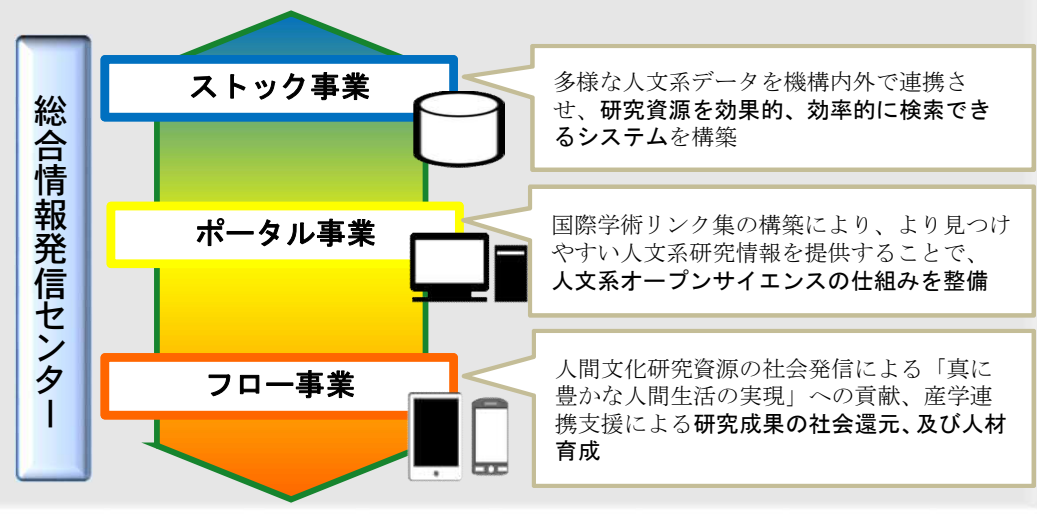 総合情報発信センター
ストック事業
多様な人文系データを機構内外で連携さ
せ、研究資源を効果的、効率的に検索でき
るシステムを構築
ポータル事業
国際学術リンク集の構築により、より見つけ
やすい人文系研究情報を提供することで、
人文系オープンサイエンスの仕組みを整備
フロー事業
人間文化研究資源の社会発信による「真に
豊かな人間生活の実現」への貢献、産学連
携支援による研究成果の社会還元、及び人材
育成